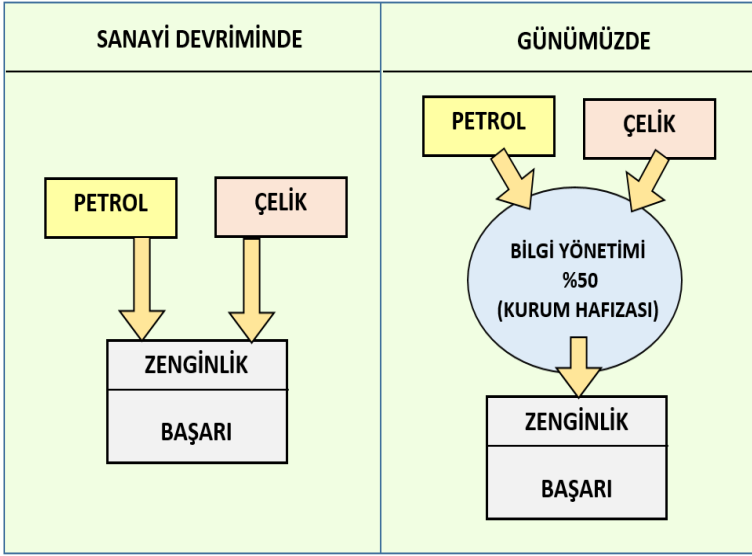 SANAYİ DEVRİMİNDE
PETROL
ÇELİK
ZENGİNLİK
BAŞARI
GÜNÜMÜZDE
PETROL
ÇELİK
BİLGİ YÖNETİMİ
%50
(KURUM HAFIZASI)
ZENGİNLİK
BAŞARI